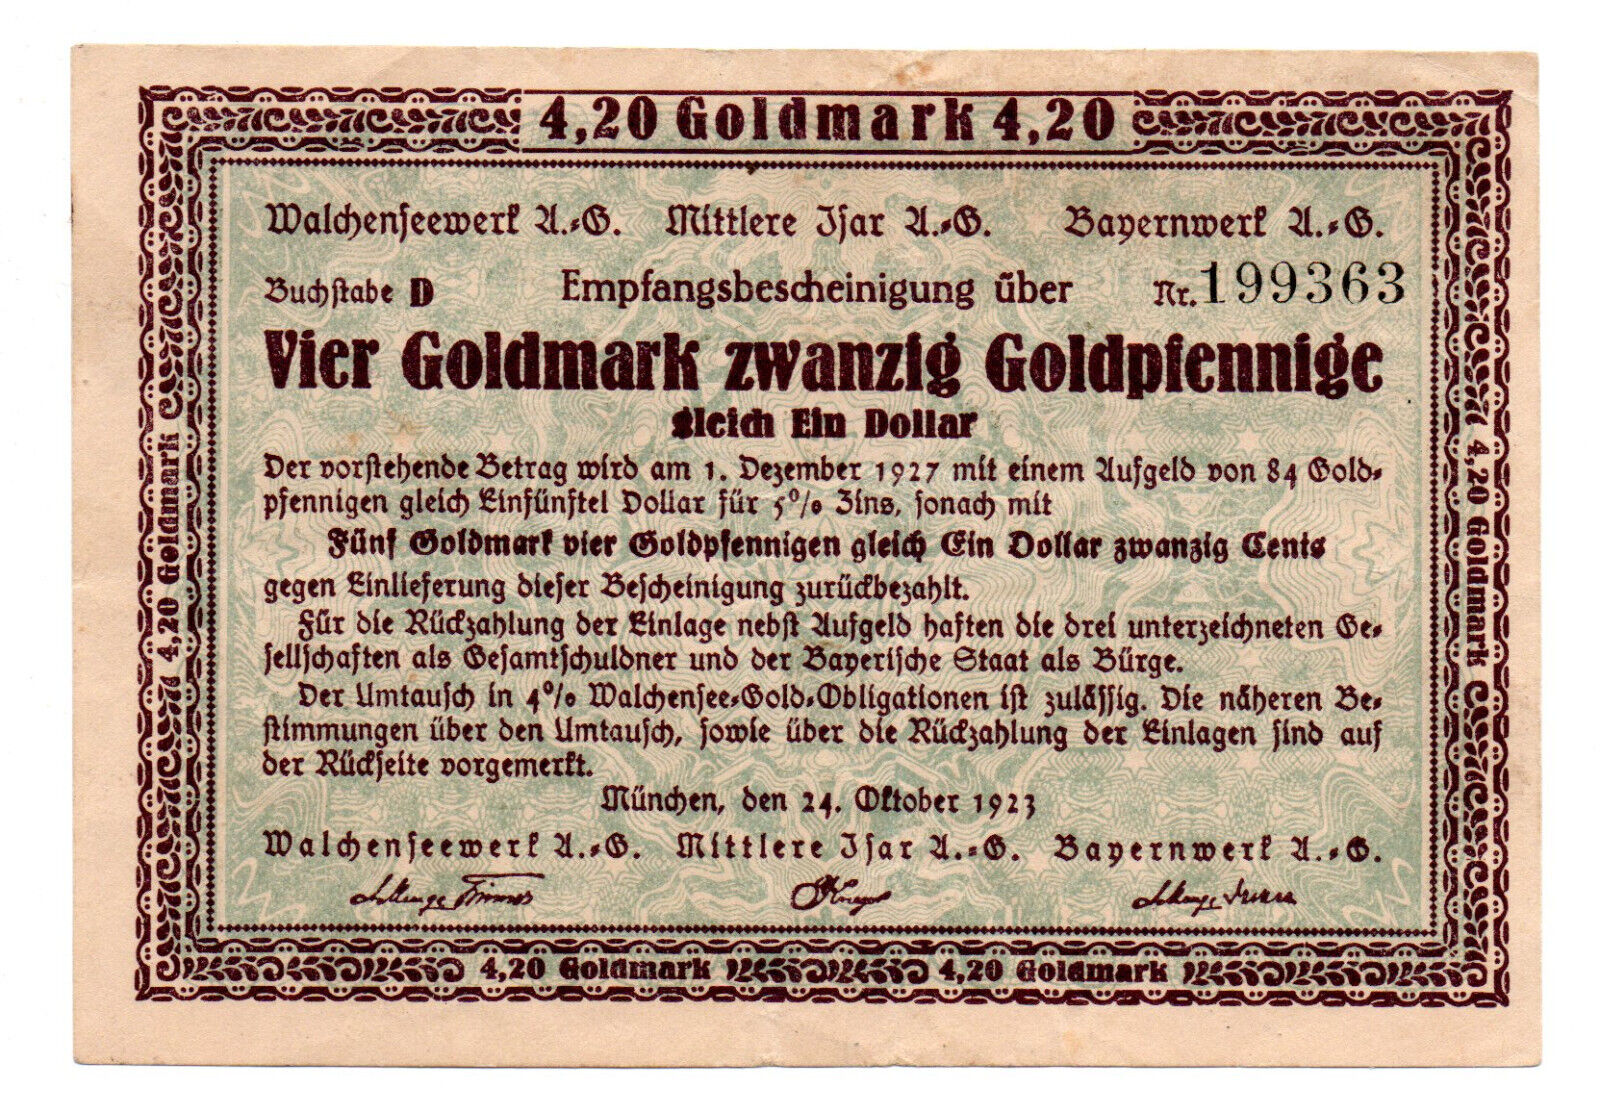 4,20 Goldmark 4,20
Walchenseewerk A.-G. Mittlere Isar A.-G. Bayernwerk A.-G.
Buchstabe D Empfangsbescheinigung über Nr. 199363
Vier Goldmark zwanzig Goldpfennige
gleich Ein Dollar
Der vorstehende Betrag wird am 1. Dezember 1927 mit einem Aufgeld von 84 Gold-
pfennigen gleich Einfünftel Dollar für 5% Zins, sonach mit
Fünf Goldmark vier Goldpfennigen gleich Ein Dollar zwanzig Cents
gegen Einlieferung dieser Bescheinigung zurückbezahlt.
Für die Rückzahlung der Einlage nebst Aufgeld haften die drei unterzeichneten Ge-
sellschaften als Gesamtschuldner und der Bayerische Staat als Bürge.
Der Umtausch in 4% Walchensee-Gold-Obligationen ist zulässig. Die näheren Be-
stimmungen über den Umtausch, sowie über die Rückzahlung der Einlagen sind auf
der Rückseite vorgemerkt.
München, den 24. Oktober 1923
Walchenseewerk A.-G. Mittlere Isar A.-G. Bayernwerk A.-G.
4,20 Goldmark
4,20 Goldmark
4,20 Goldmark 4,20 Goldmark